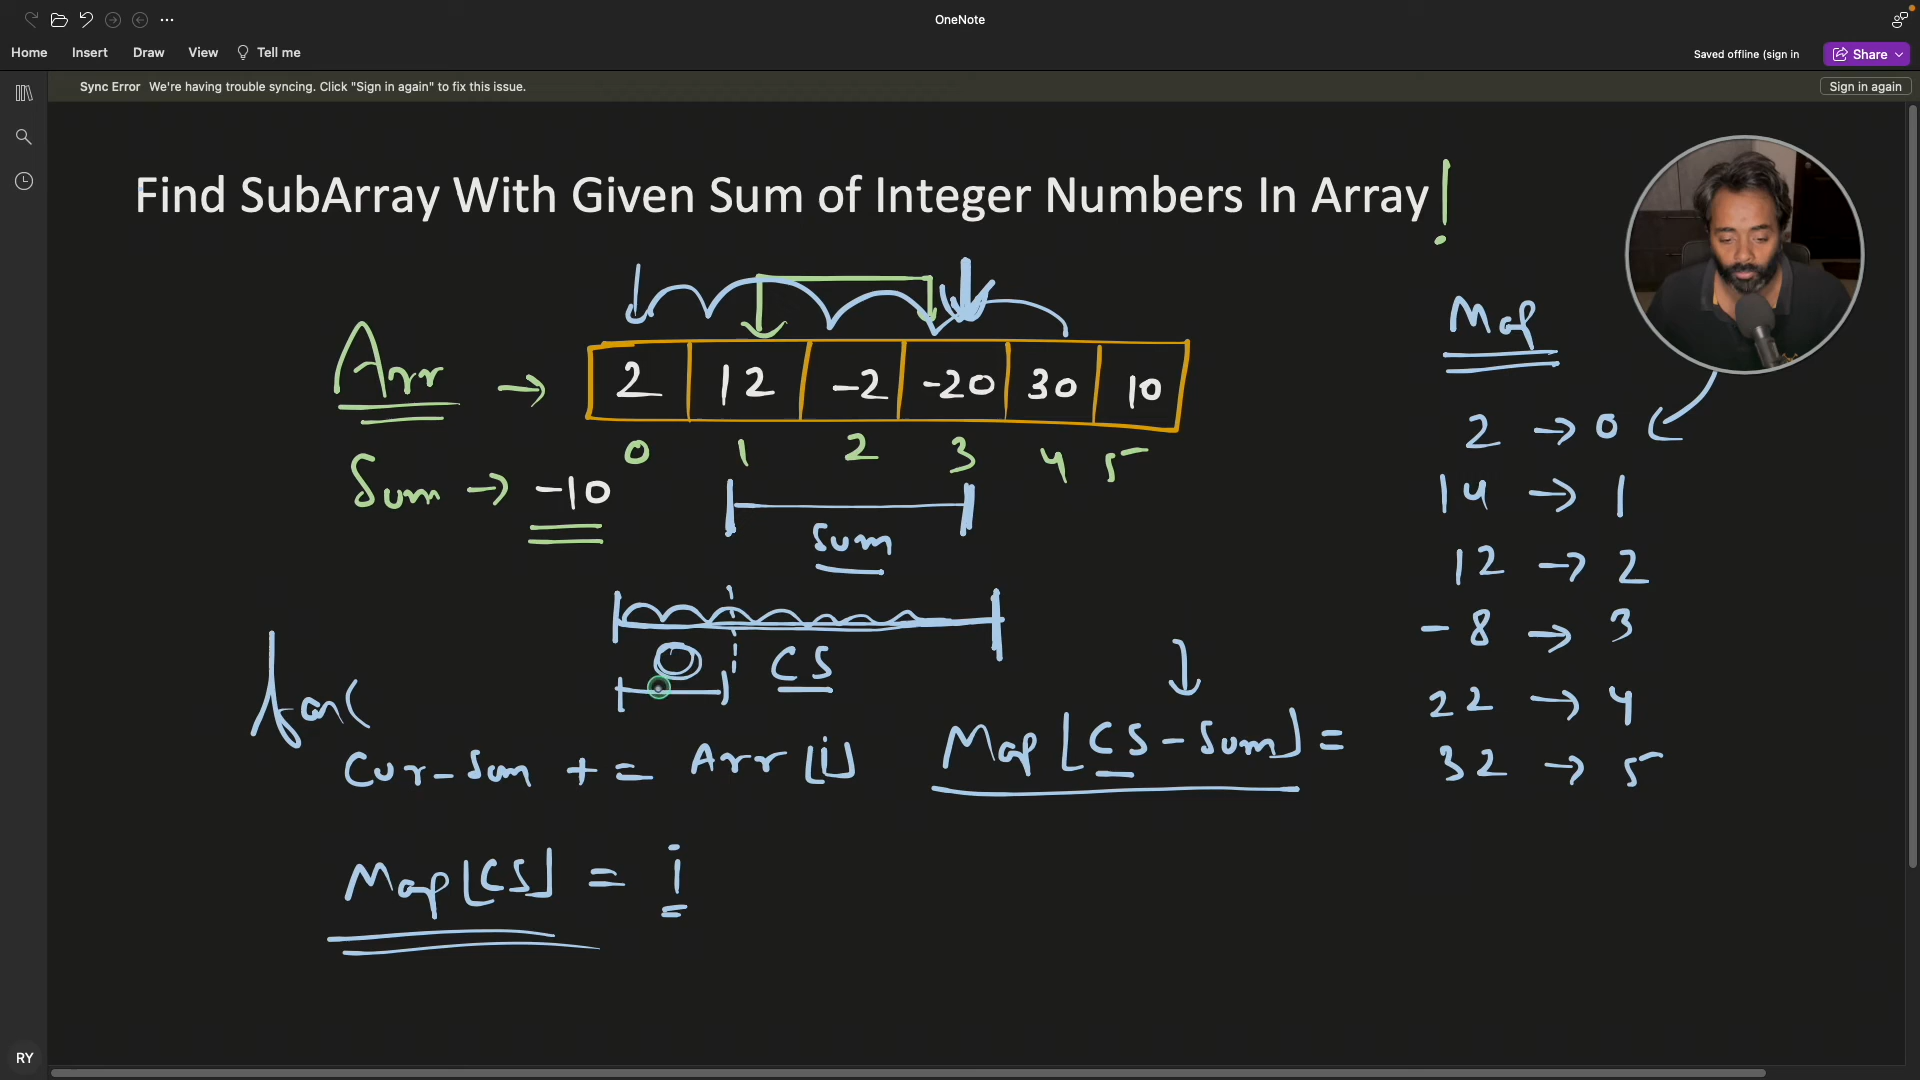 OneNote
Home Insert Draw View Tell me
Saved offline (sign in
Share
Sync Error We're having trouble syncing. Click "Sign in again" to fix this issue.
Sign in again
Find SubArray With Given Sum of Integer Numbers In Array!
Map
Arr → 2 12 -2 -20 30 10
0 1 2 3 4 5
Sum → -10
Sum
CS
for(
Cur_Sum += Arr[i]
Map[CS-Sum] =
Map[CS] = i
2 → 0
14 → 1
12 → 2
-8 → 3
22 → 4
32 → 5
RY